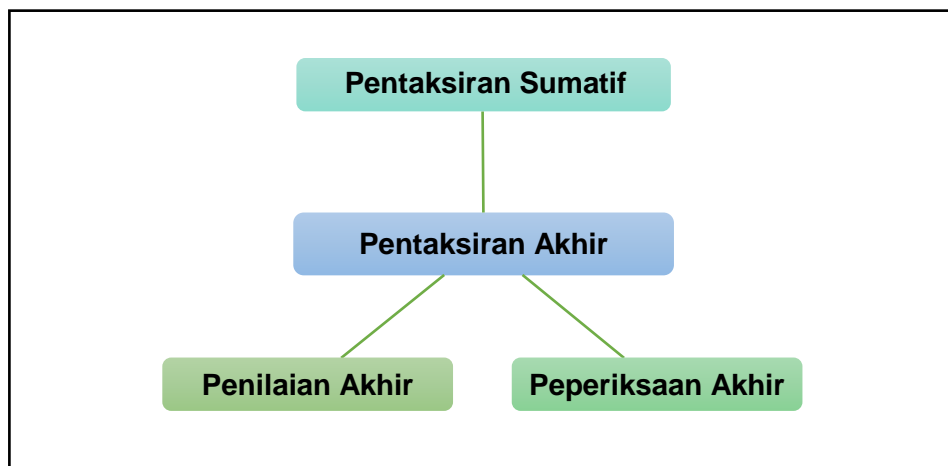 Pentaksiran Sumatif
Pentaksiran Akhir
Penilaian Akhir
Peperiksaan Akhir